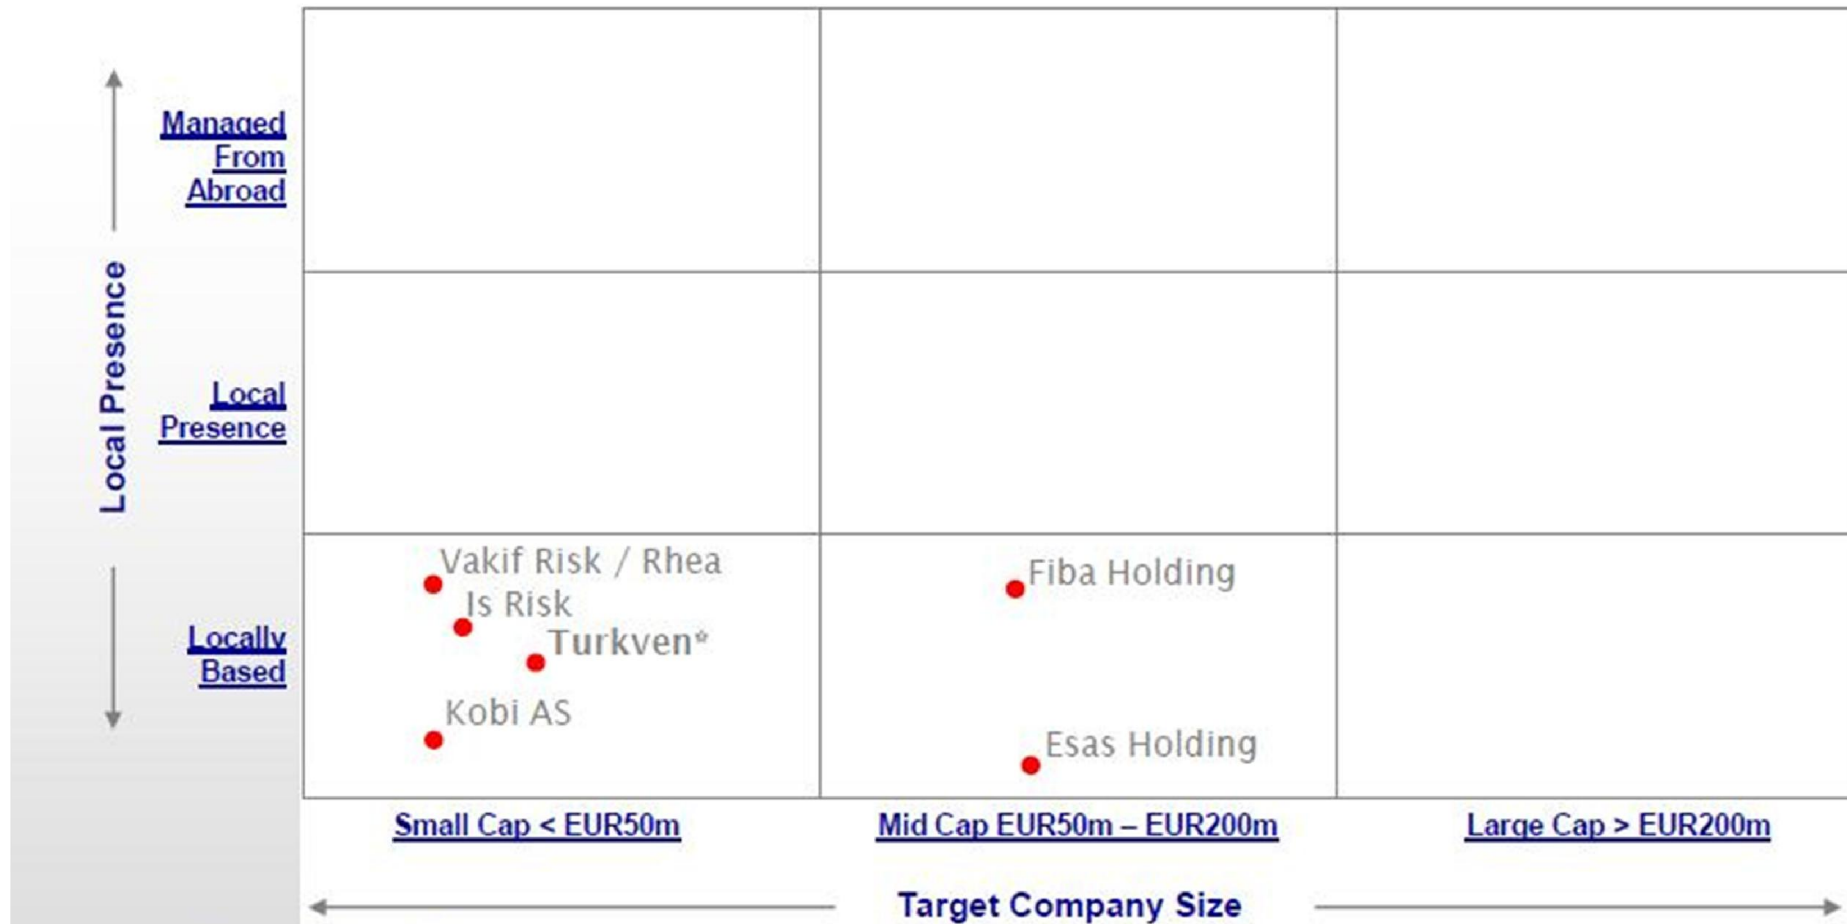 Managed
From
Abroad
Local Presence
Local
Presence
Locally
Based
Vakif Risk / Rhea
Is Risk
Turkven*
Kobi AS
Fiba Holding
Esas Holding
Small Cap < EUR50m
Mid Cap EUR50m – EUR200m
Large Cap > EUR200m
Target Company Size